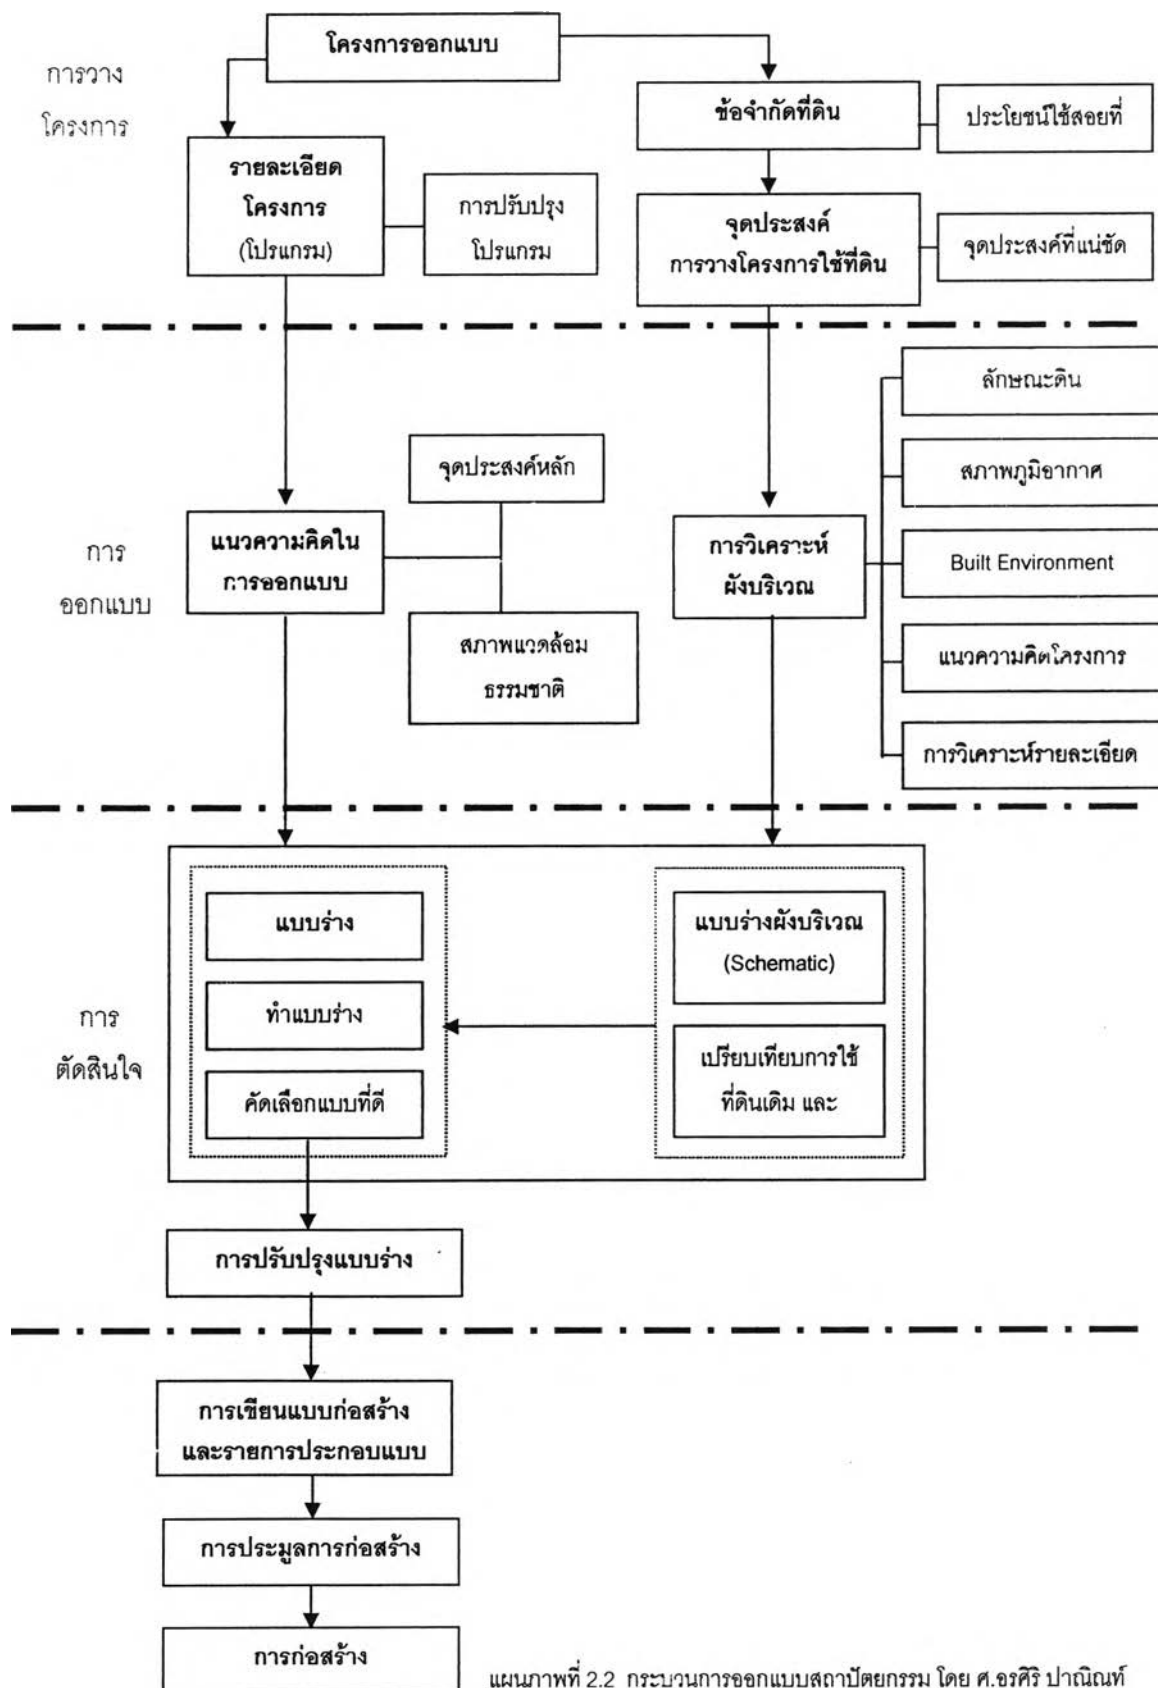 โครงการออกแบบ
การวาง
โครงการ
ข้อจำกัดที่ดิน
ประโยชน์ใช้สอยที่
รายละเอียด
โครงการ
(โปรแกรม)
การปรับปรุง
โปรแกรม
จุดประสงค์
การวางโครงการใช้ที่ดิน
จุดประสงค์ที่แน่ชัด
ลักษณะดิน
จุดประสงค์หลัก
สภาพภูมิอากาศ
การ
ออกแบบ
แนวความคิดใน
การออกแบบ
การวิเคราะห์
ผังบริเวณ
Built Environment
สภาพแวดล้อม
ธรรมชาติ
แนวความคิดโครงการ
การวิเคราะห์รายละเอียด
แบบร่าง
แบบร่างผังบริเวณ
(Schematic)
การ
ตัดสินใจ
ทำแบบร่าง
เปรียบเทียบการใช้
ที่ดินเดิม และ
คัดเลือกแบบที่ดี
การปรับปรุงแบบร่าง
การเขียนแบบก่อสร้าง
และรายการประกอบแบบ
การประมูลการก่อสร้าง
การก่อสร้าง
แผนภาพที่ 2.2 กระบวนการออกแบบสถาปัตยกรรม โดย ศ.อรศิริ ปาณินท์